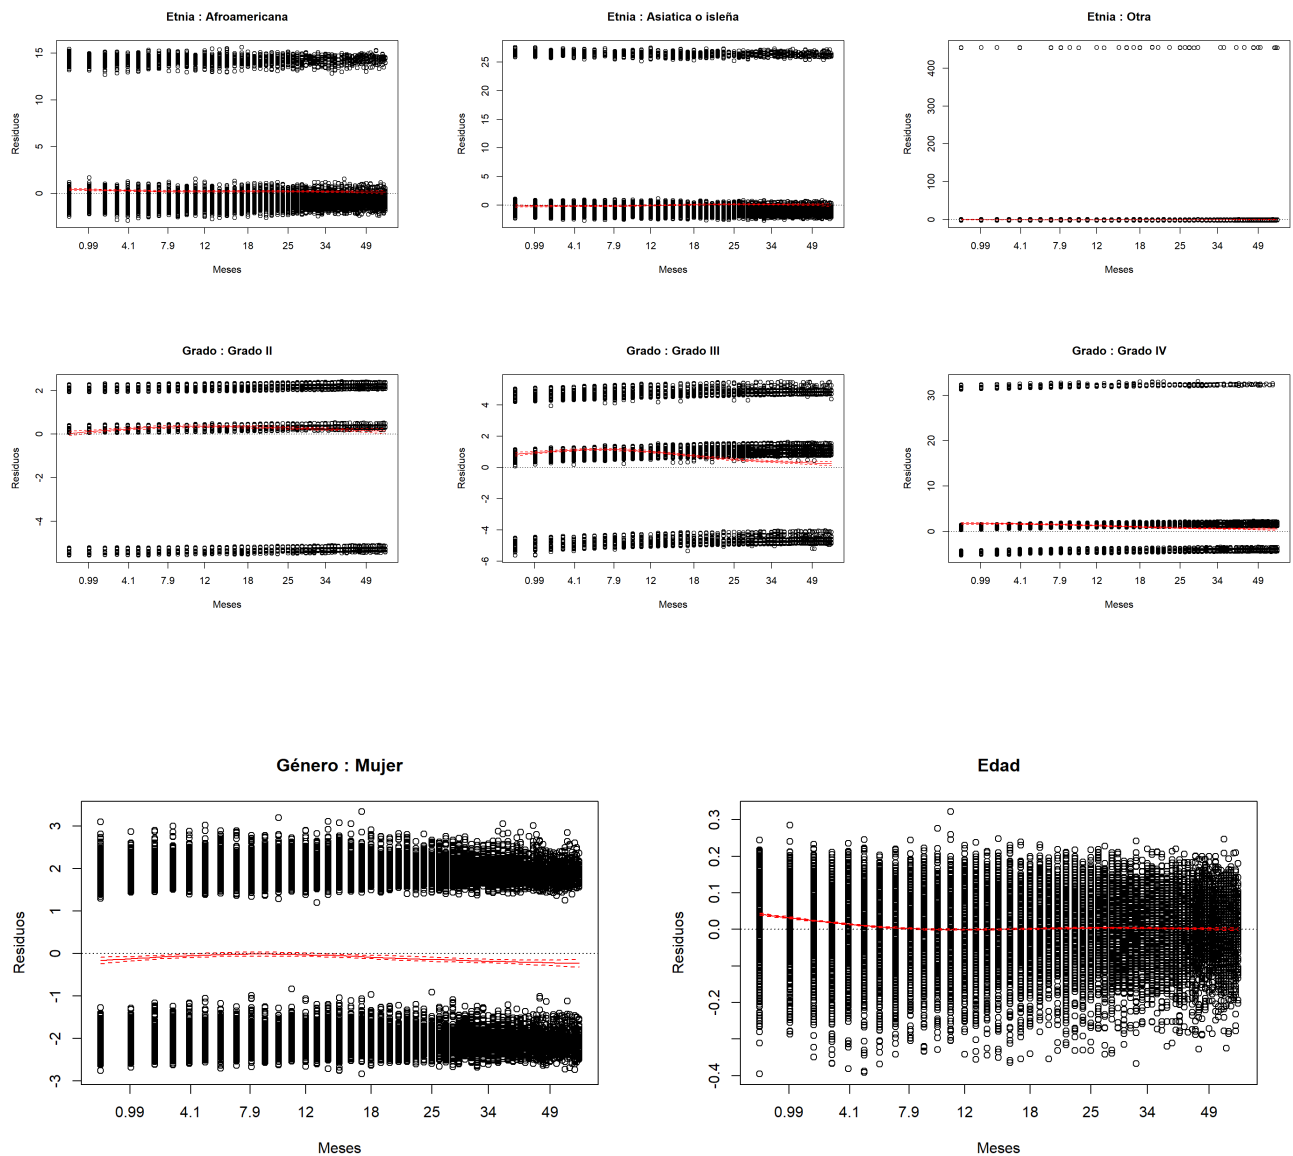 Etnia : Afroamericana
Residuos
15
10
5
0
0.99 4.1 7.9 12 18 25 34 49
Meses
Etnia : Asiatica o isleña
Residuos
25
20
15
10
5
0
0.99 4.1 7.9 12 18 25 34 49
Meses
Etnia : Otra
Residuos
400
300
200
100
0
0.99 4.1 7.9 12 18 25 34 49
Meses
Grado : Grado II
Residuos
2
0
-2
-4
0.99 4.1 7.9 12 18 25 34 49
Meses
Grado : Grado III
Residuos
4
2
0
-2
-4
-6
0.99 4.1 7.9 12 18 25 34 49
Meses
Grado : Grado IV
Residuos
30
20
10
0
0.99 4.1 7.9 12 18 25 34 49
Meses
Género : Mujer
Residuos
3
2
1
0
-1
-2
-3
0.99 4.1 7.9 12 18 25 34 49
Meses
Edad
Residuos
0.3
0.2
0.1
0.0
-0.2
-0.4
0.99 4.1 7.9 12 18 25 34 49
Meses